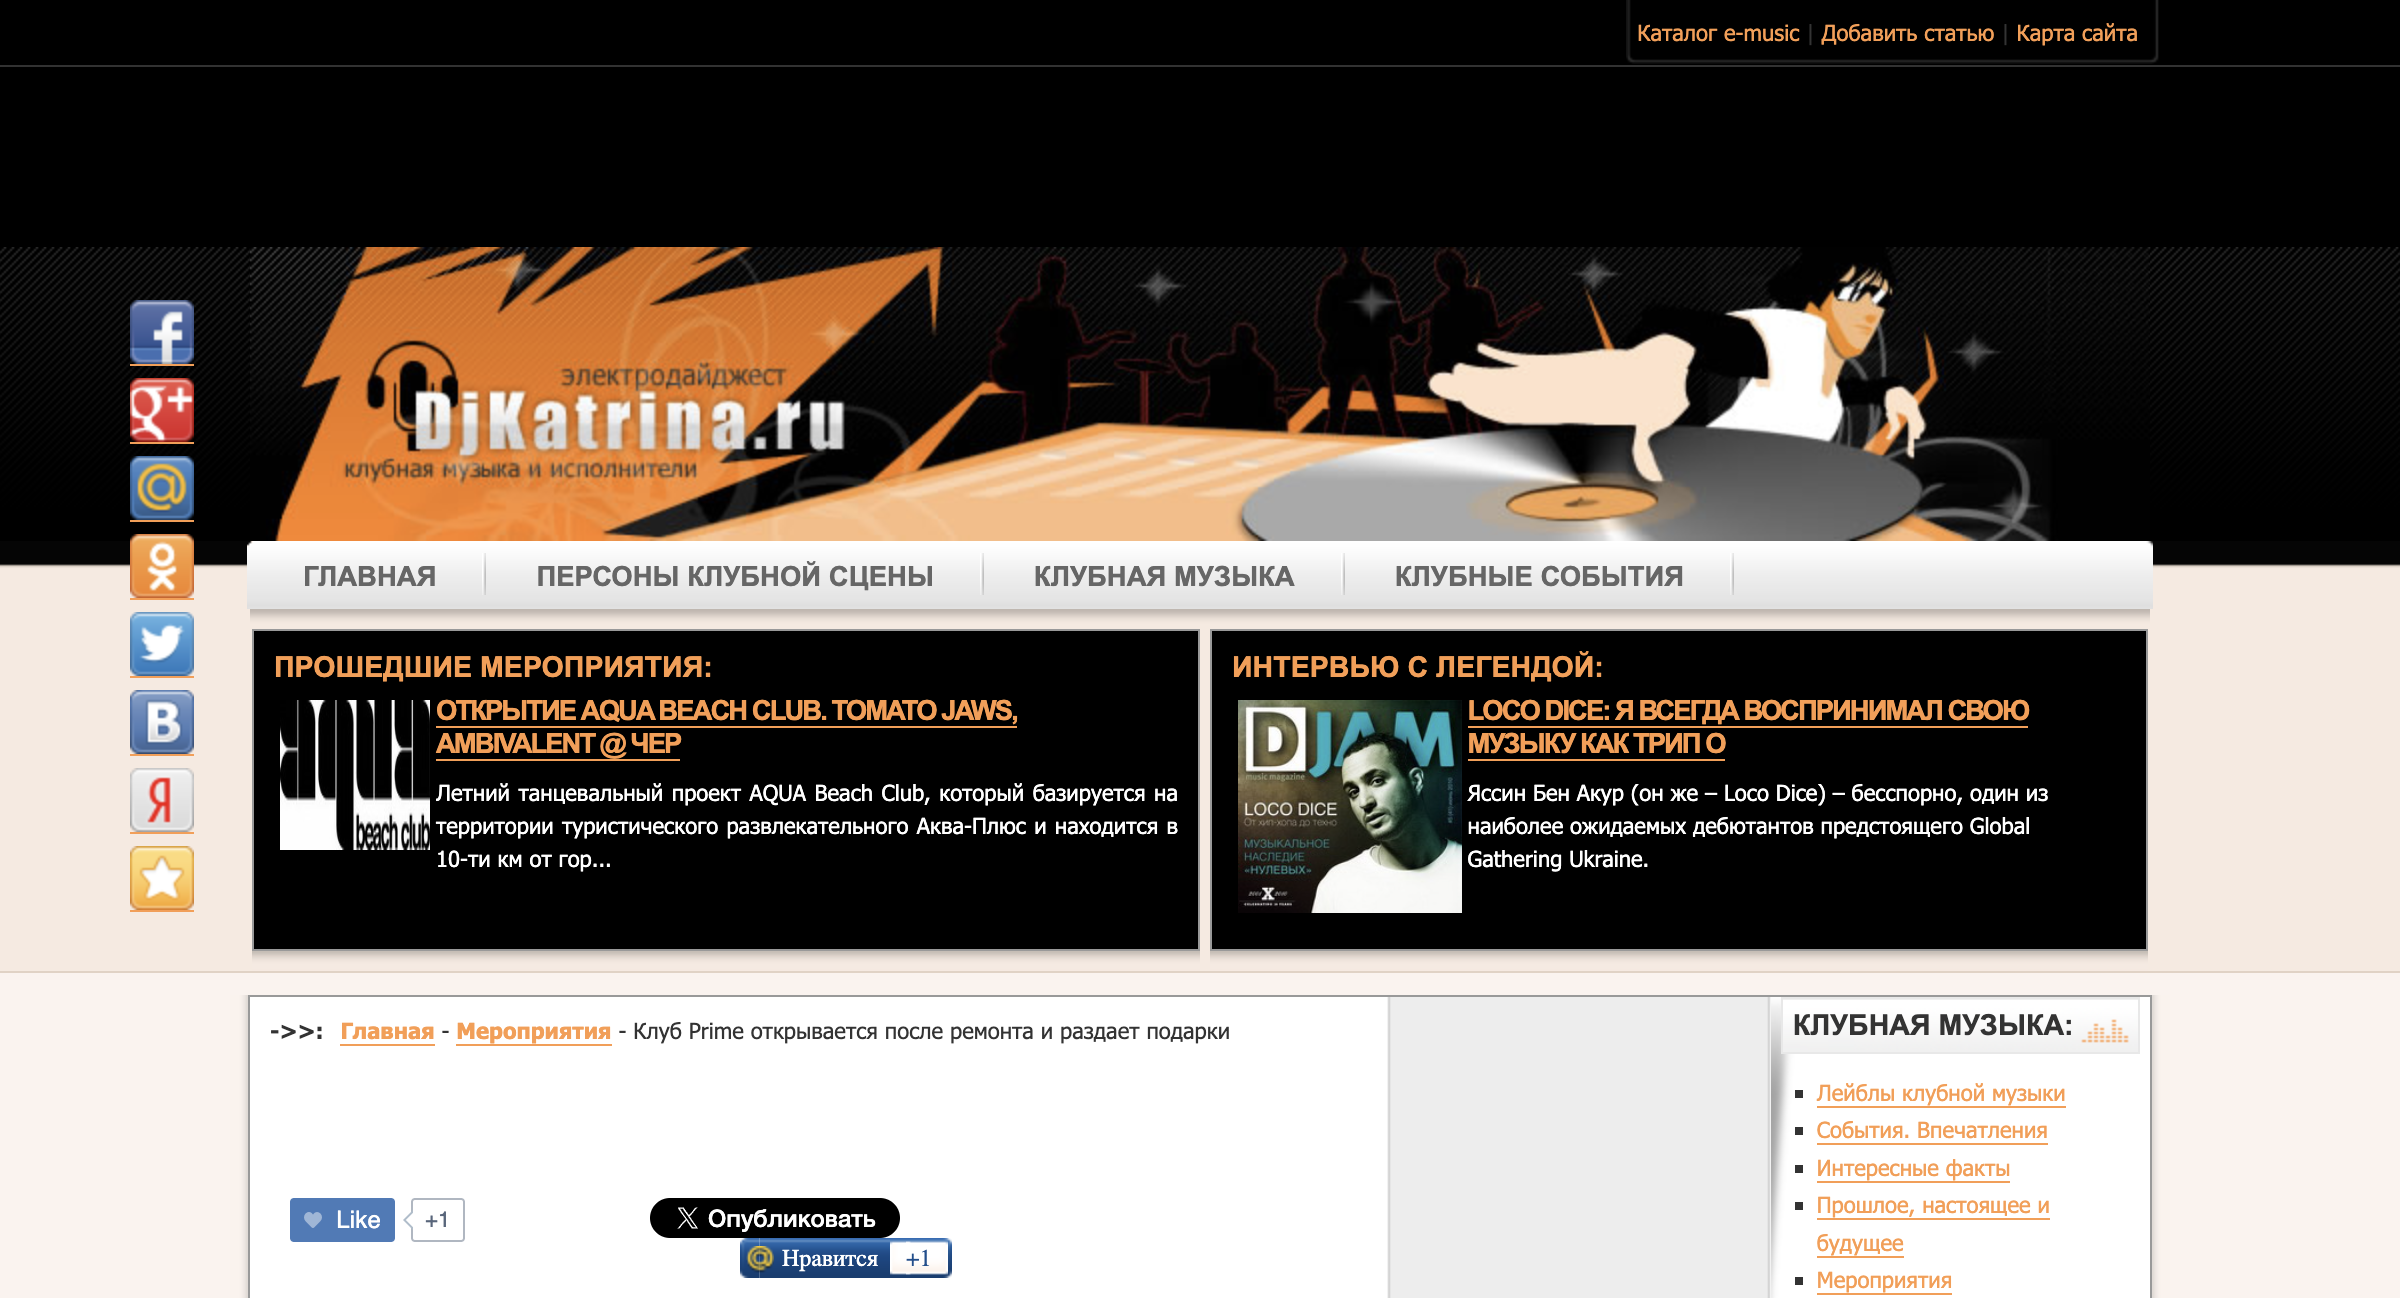 Каталог e-music | Добавить статью | Карта сайта
электродайджест
DjKatrina.ru
клубная музыка и исполнители
ГЛАВНАЯ
ПЕРСОНЫ КЛУБНОЙ СЦЕНЫ
КЛУБНАЯ МУЗЫКА
КЛУБНЫЕ СОБЫТИЯ
ПРОШЕДШИЕ МЕРОПРИЯТИЯ:
aqua
beach club
ОТКРЫТИЕ AQUA BEACH CLUB. TOMATO JAWS,
AMBIVALENT @ ЧЕР
Летний танцевальный проект AQUA Beach Club, который базируется на
территории туристического развлекательного Аква-Плюс и находится в
10-ти км от гор...
ИНТЕРВЬЮ С ЛЕГЕНДОЙ:
DJAM
music magazine
LOCO DICE
От хип-хопа до техно
МУЗЫКАЛЬНОЕ
НАСЛЕДИЕ
«НУЛЕВЫХ»
LOCO DICE: Я ВСЕГДА ВОСПРИНИМАЛ СВОЮ
МУЗЫКУ КАК ТРИП О
Яссин Бен Акур (он же – Loco Dice) – бесспорно, один из
наиболее ожидаемых дебютантов предстоящего Global
Gathering Ukraine.
->>: Главная - Мероприятия - Клуб Prime открывается после ремонта и раздает подарки
Like +1
Опубликовать
Нравится +1
КЛУБНАЯ МУЗЫКА:
Лейблы клубной музыки
События. Впечатления
Интересные факты
Прошлое, настоящее и
будущее
Мероприятия